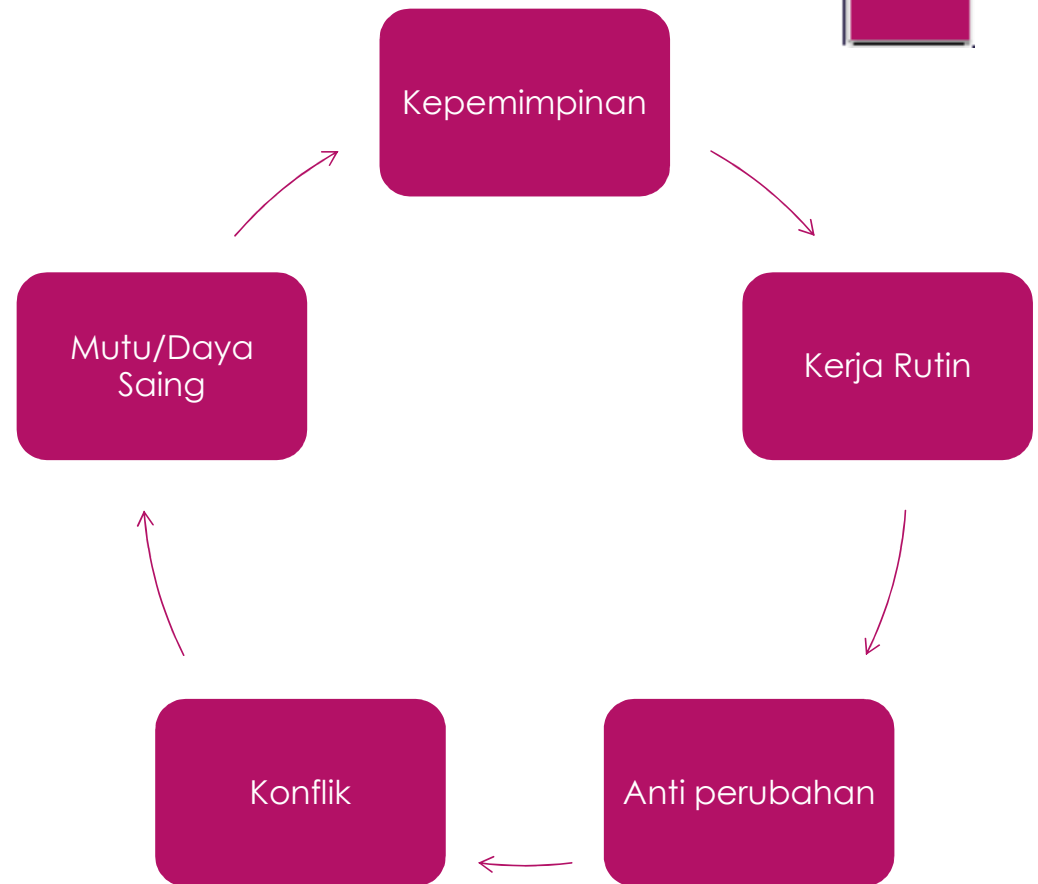 Kepemimpinan
Kerja Rutin
Anti perubahan
Konflik
Mutu/Daya
Saing